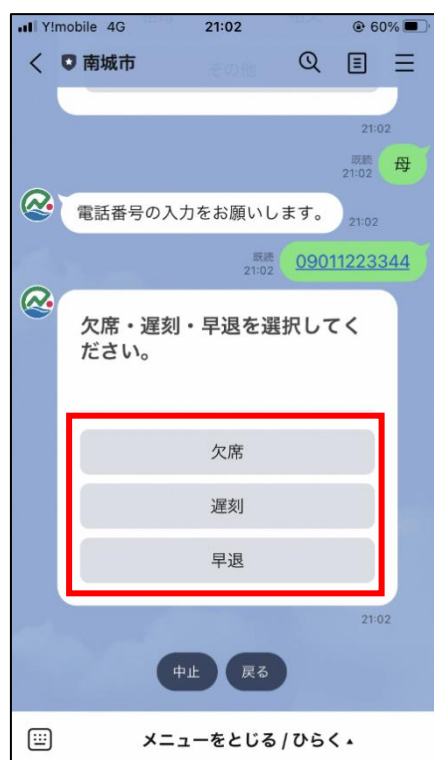 Y!mobile 4G 21:02 60%
南城市
その他
21:02
既読
21:02 母
電話番号の入力をお願いします。
21:02
既読
21:02 09011223344
欠席・遅刻・早退を選択してく
ださい。
欠席
遅刻
早退
21:02
中止 戻る
メニューをとじる / ひらく